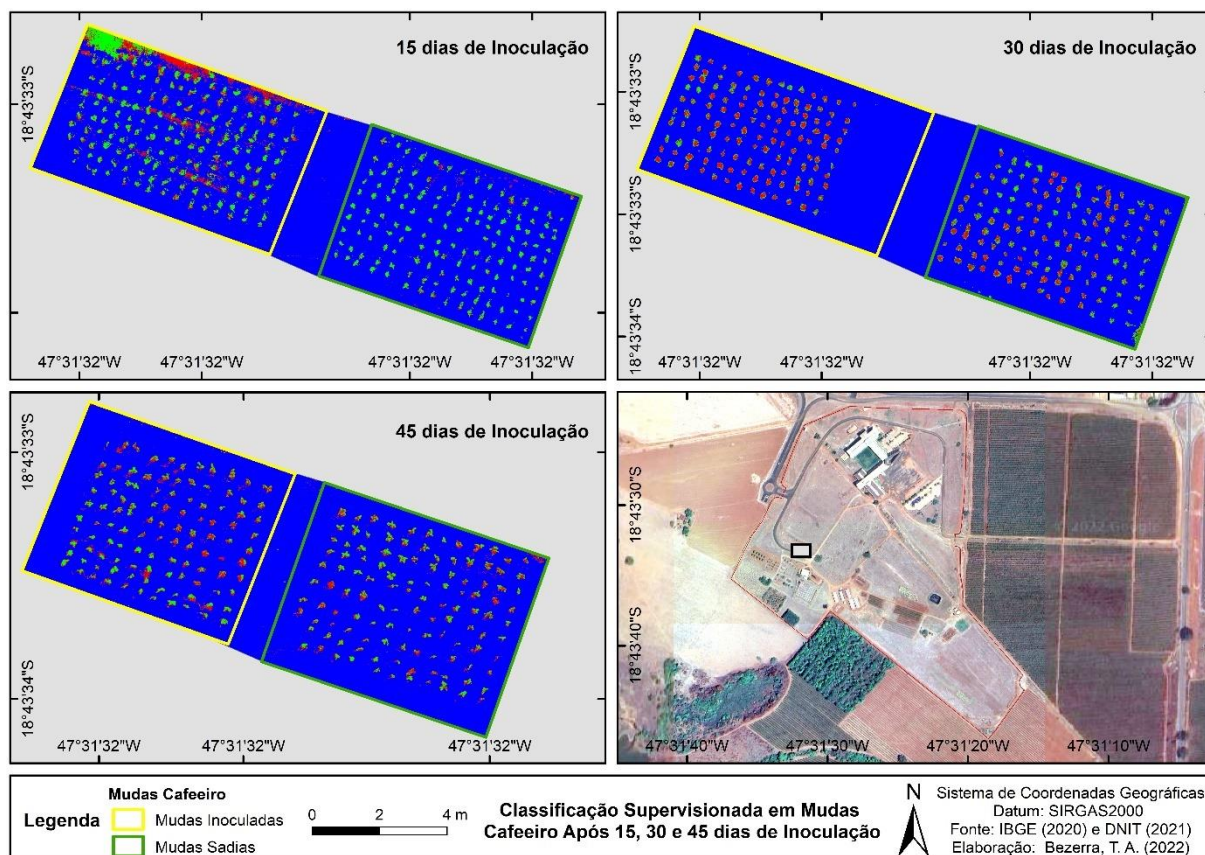 15 dias de Inoculação
18°43'33"S
47°31'32"W 47°31'32"W 47°31'32"W 47°31'32"W
30 dias de Inoculação
18°43'33"S
18°43'33"S
18°43'34"S
47°31'32"W 47°31'32"W 47°31'32"W 47°31'32"W
45 dias de Inoculação
18°43'33"S
18°43'34"S
47°31'32"W 47°31'32"W 47°31'32"W
18°43'30"S
18°43'40"S
47°31'40"W 47°31'30"W 47°31'20"W 47°31'10"W
Legenda
Mudas Cafeeiro
Mudas Inoculadas
Mudas Sadias
0 2 4 m
Classificação Supervisionada em Mudas
Cafeeiro Após 15, 30 e 45 dias de Inoculação
N
Sistema de Coordenadas Geográficas
Datum: SIRGAS2000
Fonte: IBGE (2020) e DNIT (2021)
Elaboração: Bezerra, T. A. (2022)